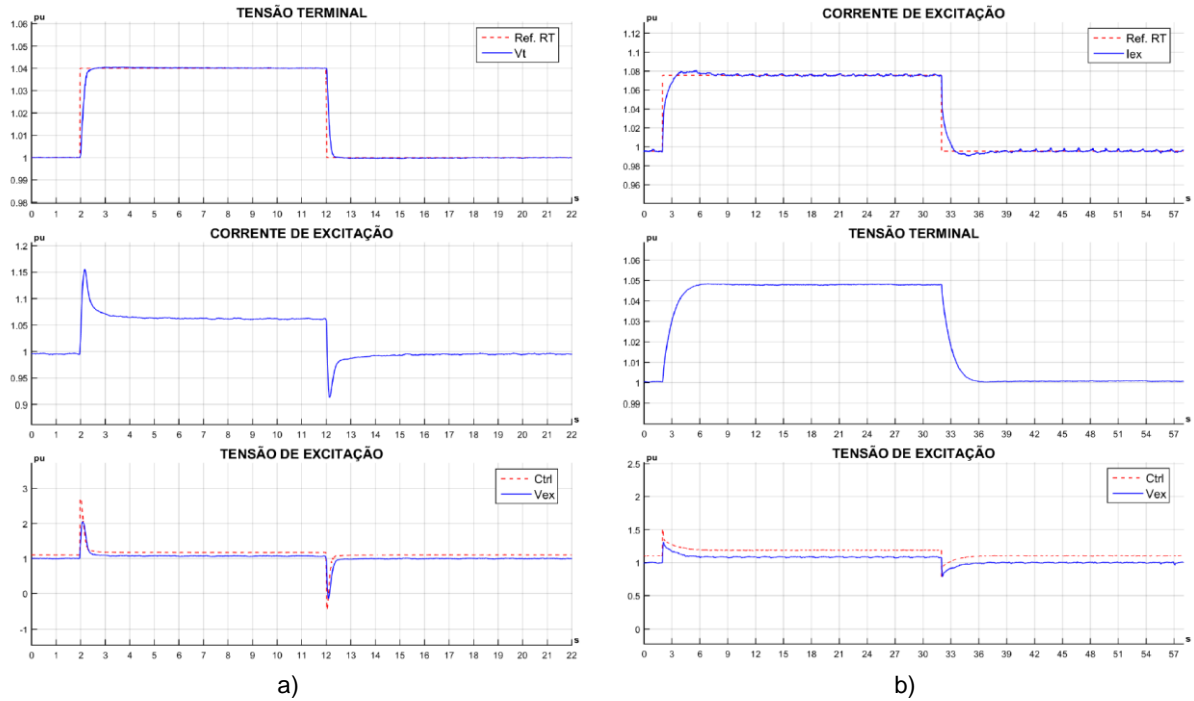 TENSÃO TERMINAL
pu
1.06
1.05
1.04
1.03
1.02
1.01
1
0.99
0.98
Ref. RT
Vt
0 1 2 3 4 5 6 7 8 9 10 11 12 13 14 15 16 17 18 19 20 21 22
s
CORRENTE DE EXCITAÇÃO
pu
1.2
1.15
1.1
1.05
1
0.95
0.9
0 1 2 3 4 5 6 7 8 9 10 11 12 13 14 15 16 17 18 19 20 21 22
s
TENSÃO DE EXCITAÇÃO
pu
3
2
1
0
-1
Ctrl
Vex
0 1 2 3 4 5 6 7 8 9 10 11 12 13 14 15 16 17 18 19 20 21 22
s
a)
CORRENTE DE EXCITAÇÃO
pu
1.12
1.1
1.08
1.06
1.04
1.02
1
0.98
0.96
Ref. RT
Iex
0 3 6 9 12 15 18 21 24 27 30 33 36 39 42 45 48 51 54 57
s
TENSÃO TERMINAL
pu
1.06
1.05
1.04
1.03
1.02
1.01
1
0.99
0 3 6 9 12 15 18 21 24 27 30 33 36 39 42 45 48 51 54 57
s
TENSÃO DE EXCITAÇÃO
pu
2.5
2
1.5
1
0.5
0
Ctrl
Vex
0 3 6 9 12 15 18 21 24 27 30 33 36 39 42 45 48 51 54 57
s
b)